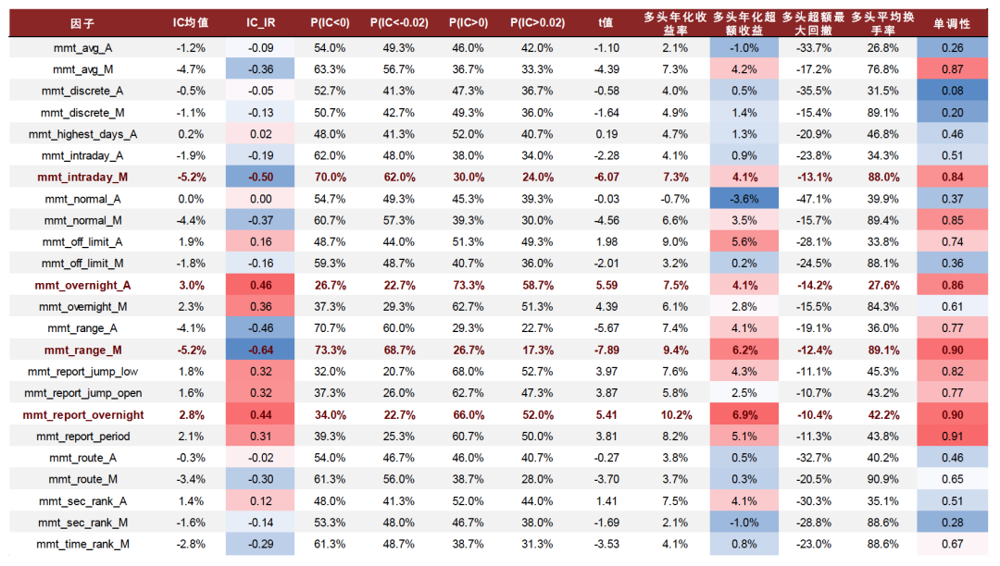 因子 IC均值 IC_IR P(IC<0) P(IC<-0.02) P(IC>0) P(IC>0.02) t值 多头年化收益率 多头年化超额收益 多头超额最大回撤 多头平均换手率 单调性
mmt_avg_A -1.2% -0.09 54.0% 49.3% 46.0% 42.0% -1.10 2.1% -1.0% -33.7% 26.8% 0.26
mmt_avg_M -4.7% -0.36 63.3% 56.7% 36.7% 33.3% -4.39 7.3% 4.2% -17.2% 76.8% 0.87
mmt_discrete_A -0.5% -0.05 52.7% 41.3% 47.3% 36.7% -0.58 4.0% 0.5% -35.5% 31.5% 0.08
mmt_discrete_M -1.1% -0.13 50.7% 42.7% 49.3% 36.0% -1.64 4.9% 1.4% -15.4% 89.1% 0.20
mmt_highest_days_A 0.2% 0.02 48.0% 41.3% 52.0% 40.7% 0.19 4.7% 1.3% -20.9% 46.8% 0.46
mmt_intraday_A -1.9% -0.19 62.0% 48.0% 38.0% 34.0% -2.28 4.1% 0.9% -23.8% 34.3% 0.51
mmt_intraday_M -5.2% -0.50 70.0% 62.0% 30.0% 24.0% -6.07 7.3% 4.1% -13.1% 88.0% 0.84
mmt_normal_A 0.0% 0.00 54.7% 49.3% 45.3% 39.3% -0.03 -0.7% -3.6% -47.1% 39.9% 0.37
mmt_normal_M -4.4% -0.37 60.7% 57.3% 39.3% 30.0% -4.56 6.6% 3.5% -15.7% 89.4% 0.85
mmt_off_limit_A 1.9% 0.16 48.7% 44.0% 51.3% 49.3% 1.98 9.0% 5.6% -28.1% 33.8% 0.74
mmt_off_limit_M -1.8% -0.16 59.3% 48.7% 40.7% 36.0% -2.01 3.2% 0.2% -24.5% 88.1% 0.36
mmt_overnight_A 3.0% 0.46 26.7% 22.7% 73.3% 58.7% 5.59 7.5% 4.1% -14.2% 27.6% 0.86
mmt_overnight_M 2.3% 0.36 37.3% 29.3% 62.7% 51.3% 4.39 6.1% 2.8% -15.5% 84.3% 0.61
mmt_range_A -4.1% -0.46 70.7% 60.0% 29.3% 22.7% -5.67 7.4% 4.1% -19.1% 36.0% 0.77
mmt_range_M -5.2% -0.64 73.3% 68.7% 26.7% 17.3% -7.89 9.4% 6.2% -12.4% 89.1% 0.90
mmt_report_jump_low 1.8% 0.32 32.0% 20.7% 68.0% 52.7% 3.97 7.6% 4.3% -11.1% 45.3% 0.82
mmt_report_jump_open 1.6% 0.32 37.3% 26.0% 62.7% 47.3% 3.87 5.8% 2.5% -10.7% 43.2% 0.77
mmt_report_overnight 2.8% 0.44 34.0% 22.7% 66.0% 52.0% 5.41 10.2% 6.9% -10.4% 42.2% 0.90
mmt_report_period 2.1% 0.31 39.3% 25.3% 60.7% 50.0% 3.81 8.2% 5.1% -11.3% 43.8% 0.91
mmt_route_A -0.3% -0.02 54.0% 46.7% 46.0% 40.7% -0.27 3.8% 0.5% -32.7% 40.2% 0.46
mmt_route_M -3.4% -0.30 61.3% 56.0% 38.7% 28.0% -3.70 3.7% 0.3% -20.5% 90.9% 0.65
mmt_sec_rank_A 1.4% 0.12 48.0% 41.3% 52.0% 44.0% 1.41 7.5% 4.1% -30.3% 35.1% 0.51
mmt_sec_rank_M -1.6% -0.14 53.3% 48.0% 46.7% 38.0% -1.69 2.1% -1.0% -28.8% 88.6% 0.28
mmt_time_rank_M -2.8% -0.29 61.3% 48.7% 38.7% 31.3% -3.53 4.1% 0.8% -23.0% 88.6% 0.67